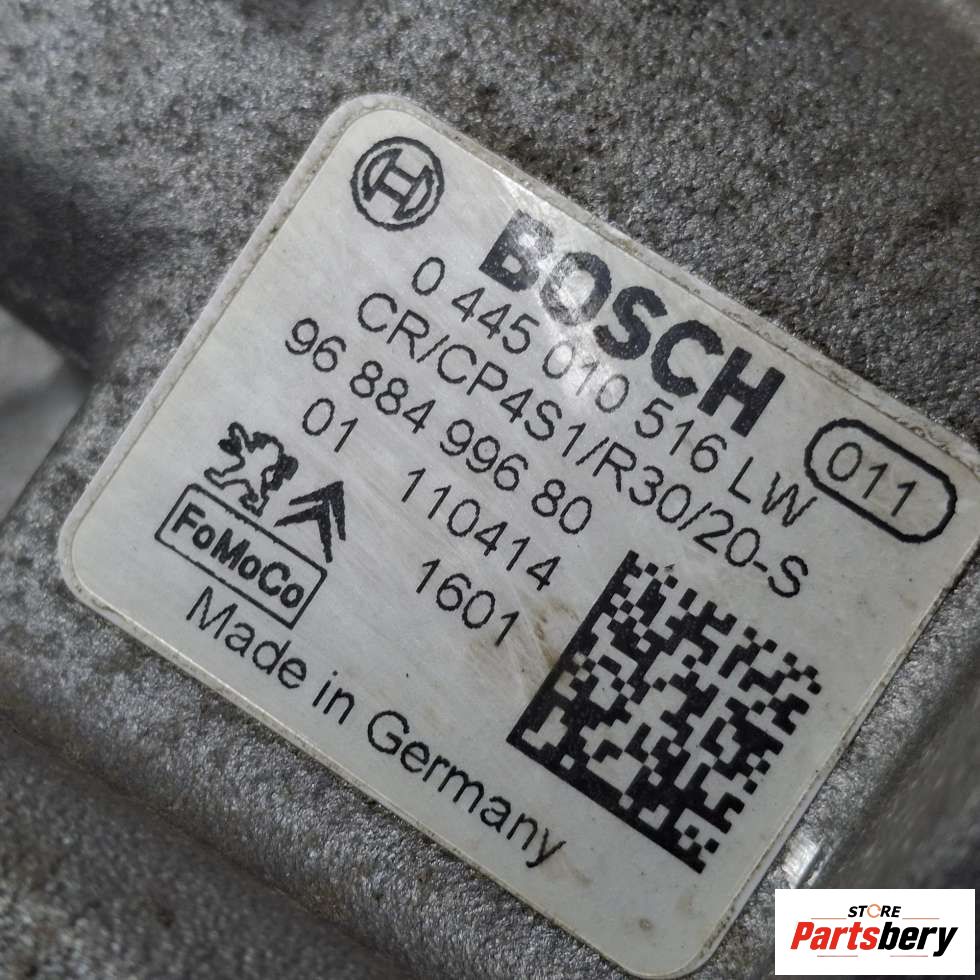 BOSCH
0 445 010 516 LW 011
CR/CP4S1/R30/20-S
96 884 996 80
01 110414
1601
FoMoCo
Made in Germany
STORE
Partsbery